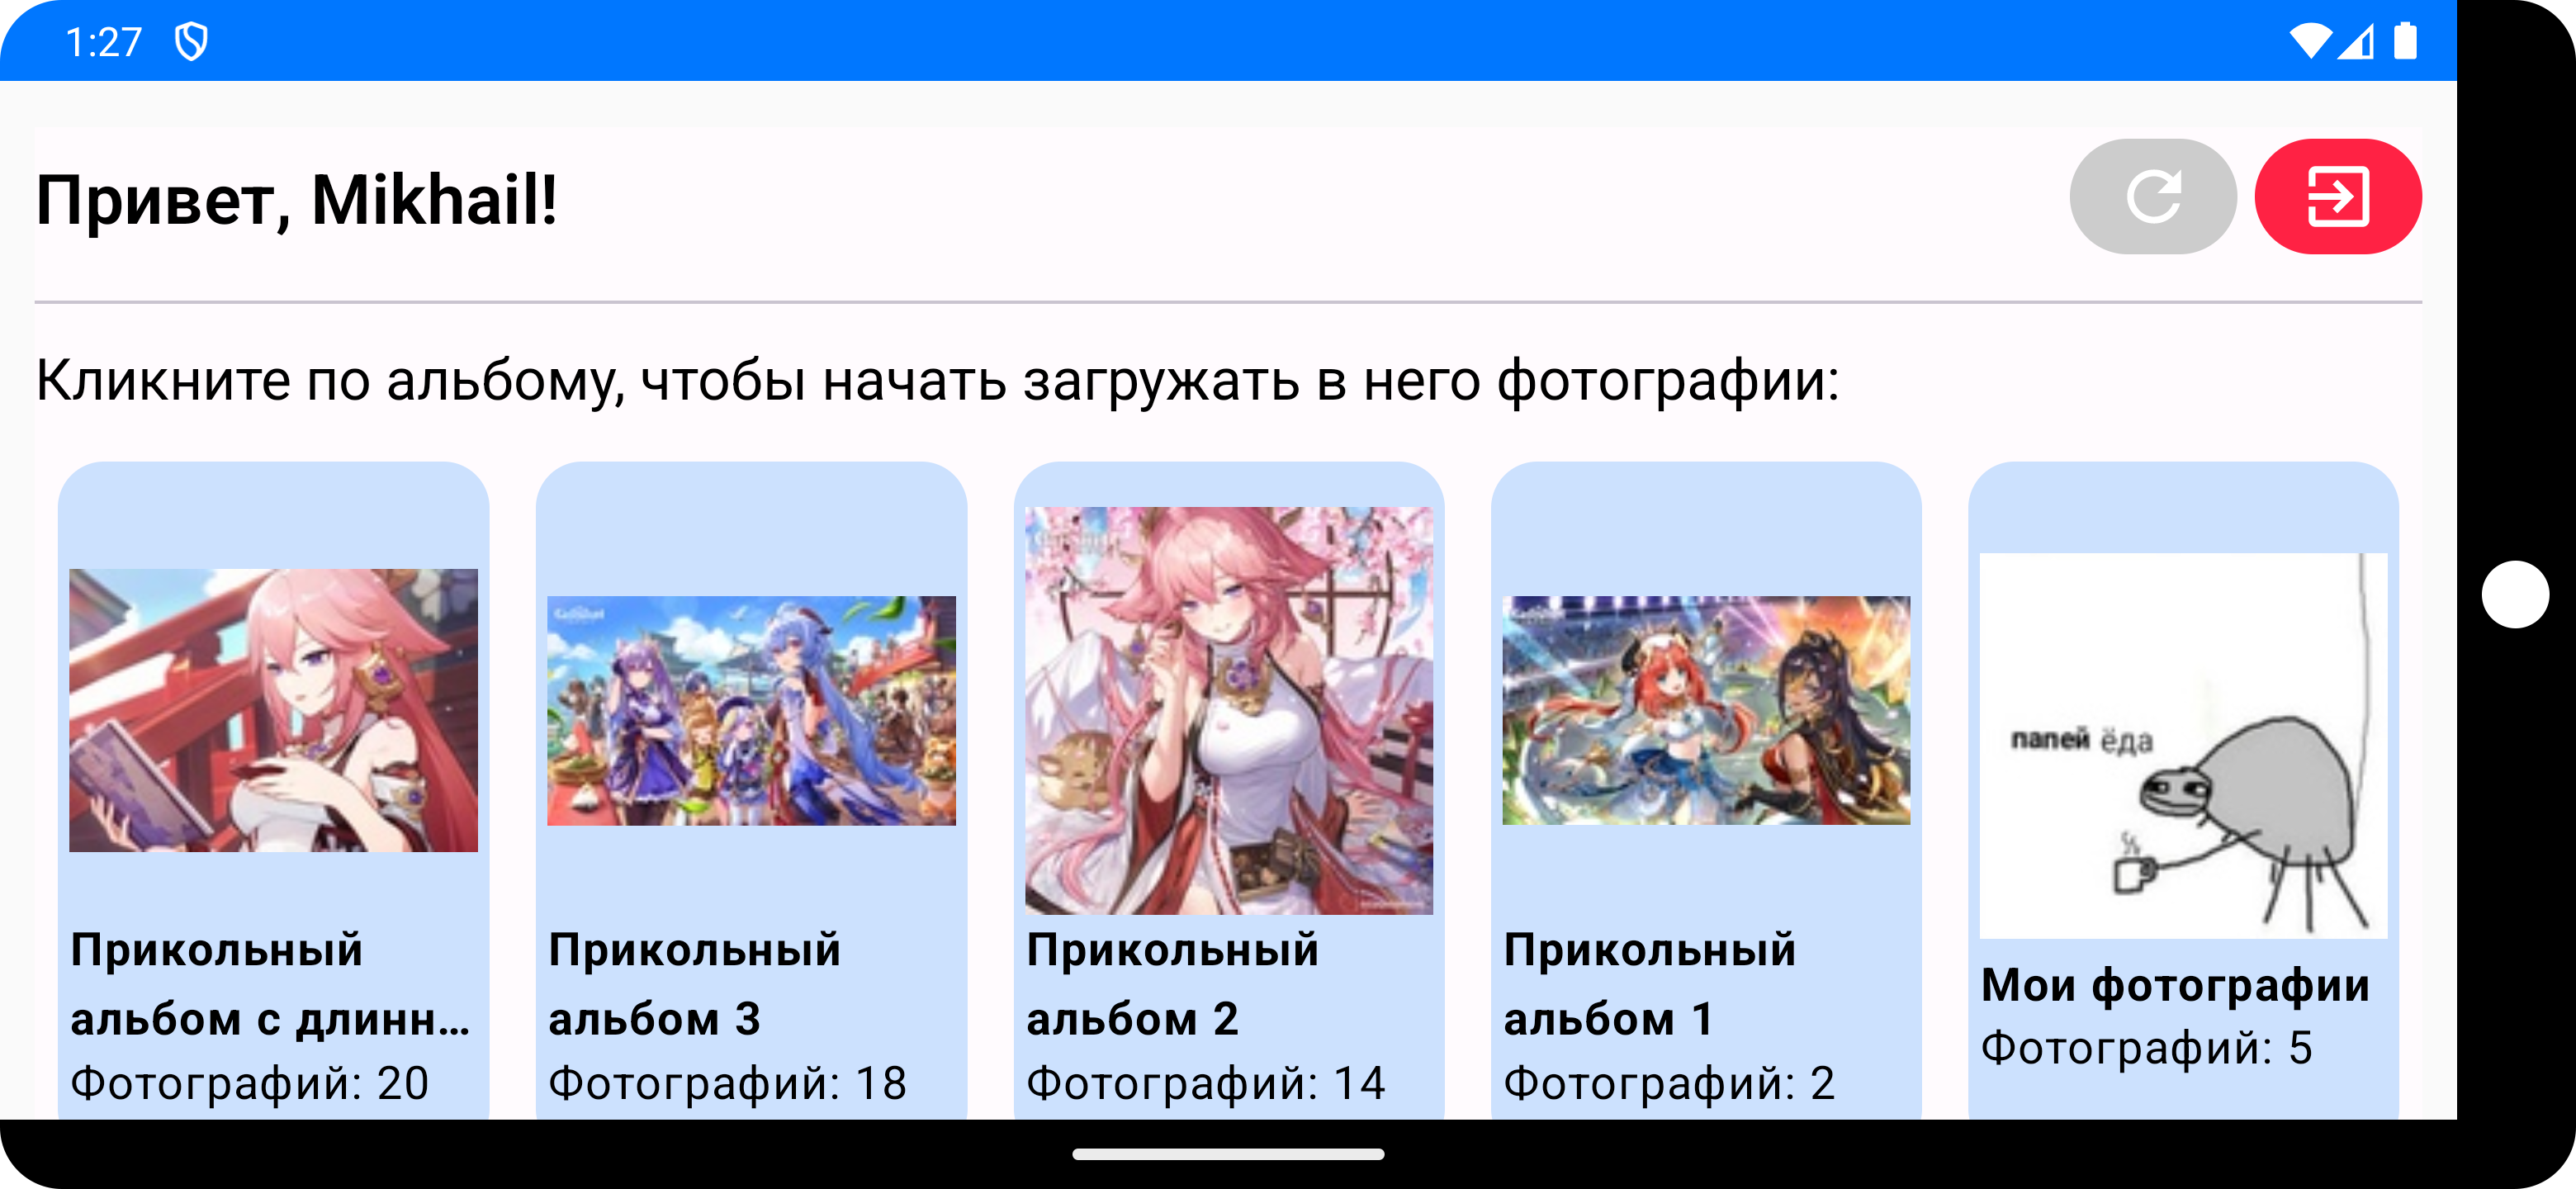 1:27
Привет, Mikhail!
Кликните по альбому, чтобы начать загружать в него фотографии:
папей ёда
Прикольный
альбом с длинн...
Фотографий: 20
Прикольный
альбом 3
Фотографий: 18
Прикольный
альбом 2
Фотографий: 14
Прикольный
альбом 1
Фотографий: 2
Мои фотографии
Фотографий: 5